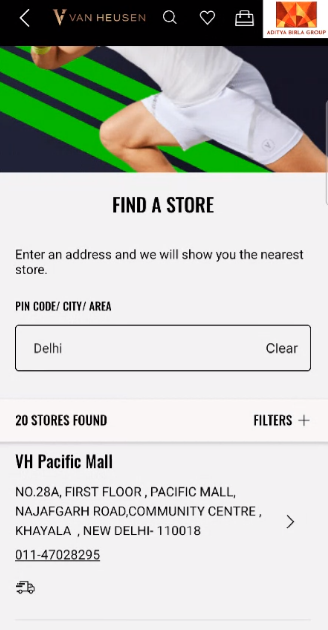 VAN HEUSEN
ADITYA BIRLA GROUP
FIND A STORE
Enter an address and we will show you the nearest
store.
PIN CODE/ CITY/ AREA
Delhi Clear
20 STORES FOUND FILTERS +
VH Pacific Mall
NO.28A, FIRST FLOOR , PACIFIC MALL,
NAJAFGARH ROAD,COMMUNITY CENTRE ,
KHAYALA , NEW DELHI- 110018
011-47028295